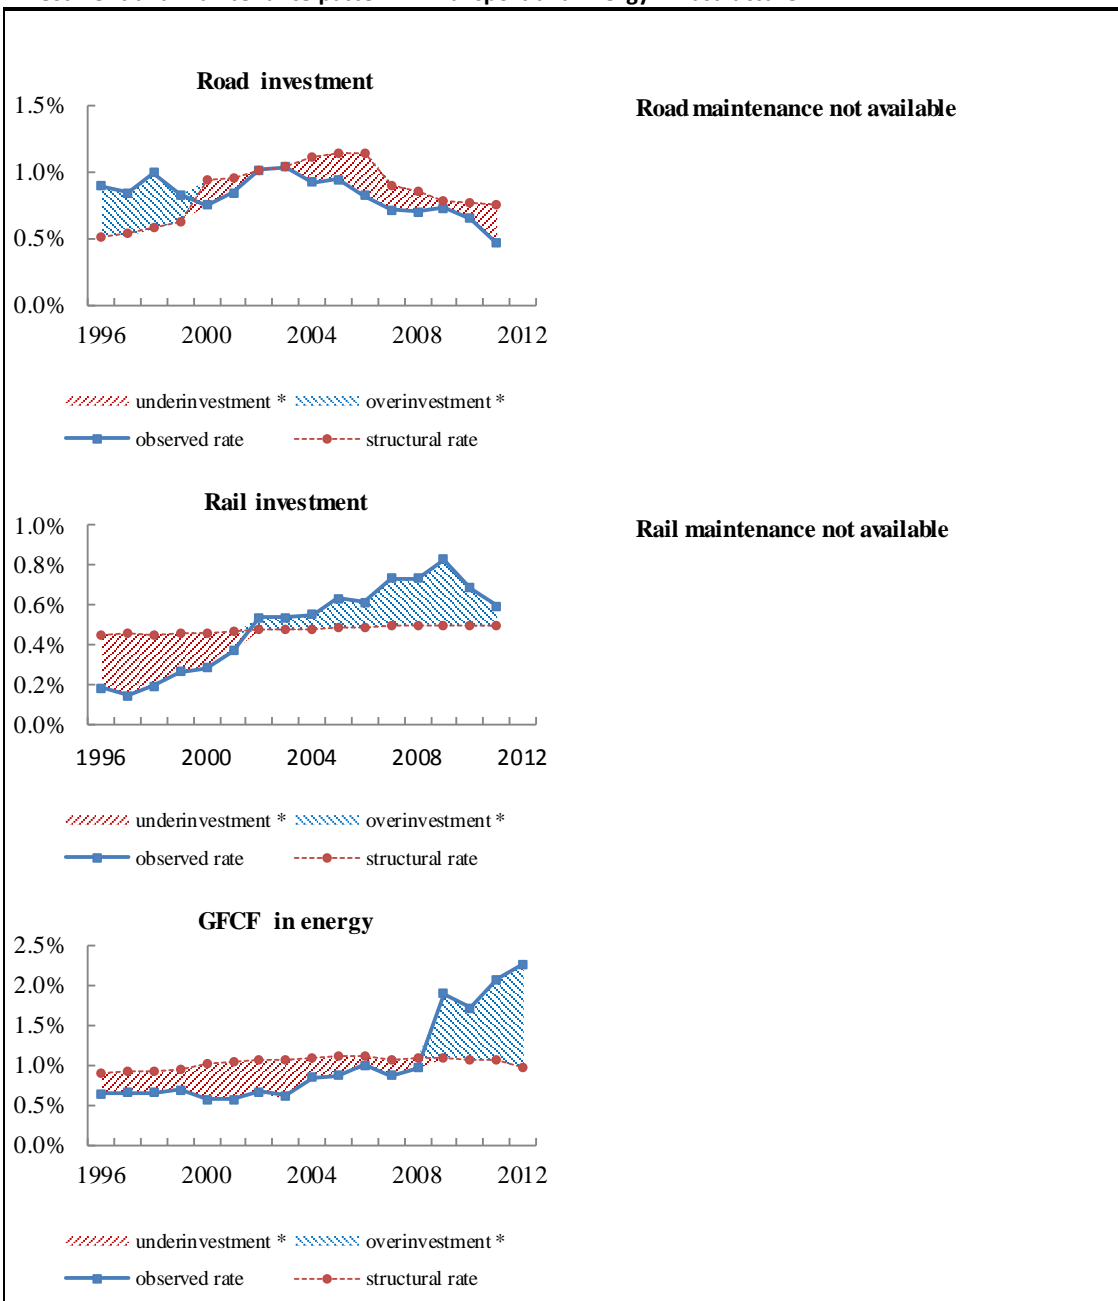 Road investment
Road maintenance not available
1.5%
1.0%
0.5%
0.0%
1996 2000 2004 2008 2012
underinvestment * overinvestment *
observed rate structural rate
Rail investment
Rail maintenance not available
1.0%
0.8%
0.6%
0.4%
0.2%
0.0%
1996 2000 2004 2008 2012
underinvestment * overinvestment *
observed rate structural rate
GFCF in energy
2.5%
2.0%
1.5%
1.0%
0.5%
0.0%
1996 2000 2004 2008 2012
underinvestment * overinvestment *
observed rate structural rate